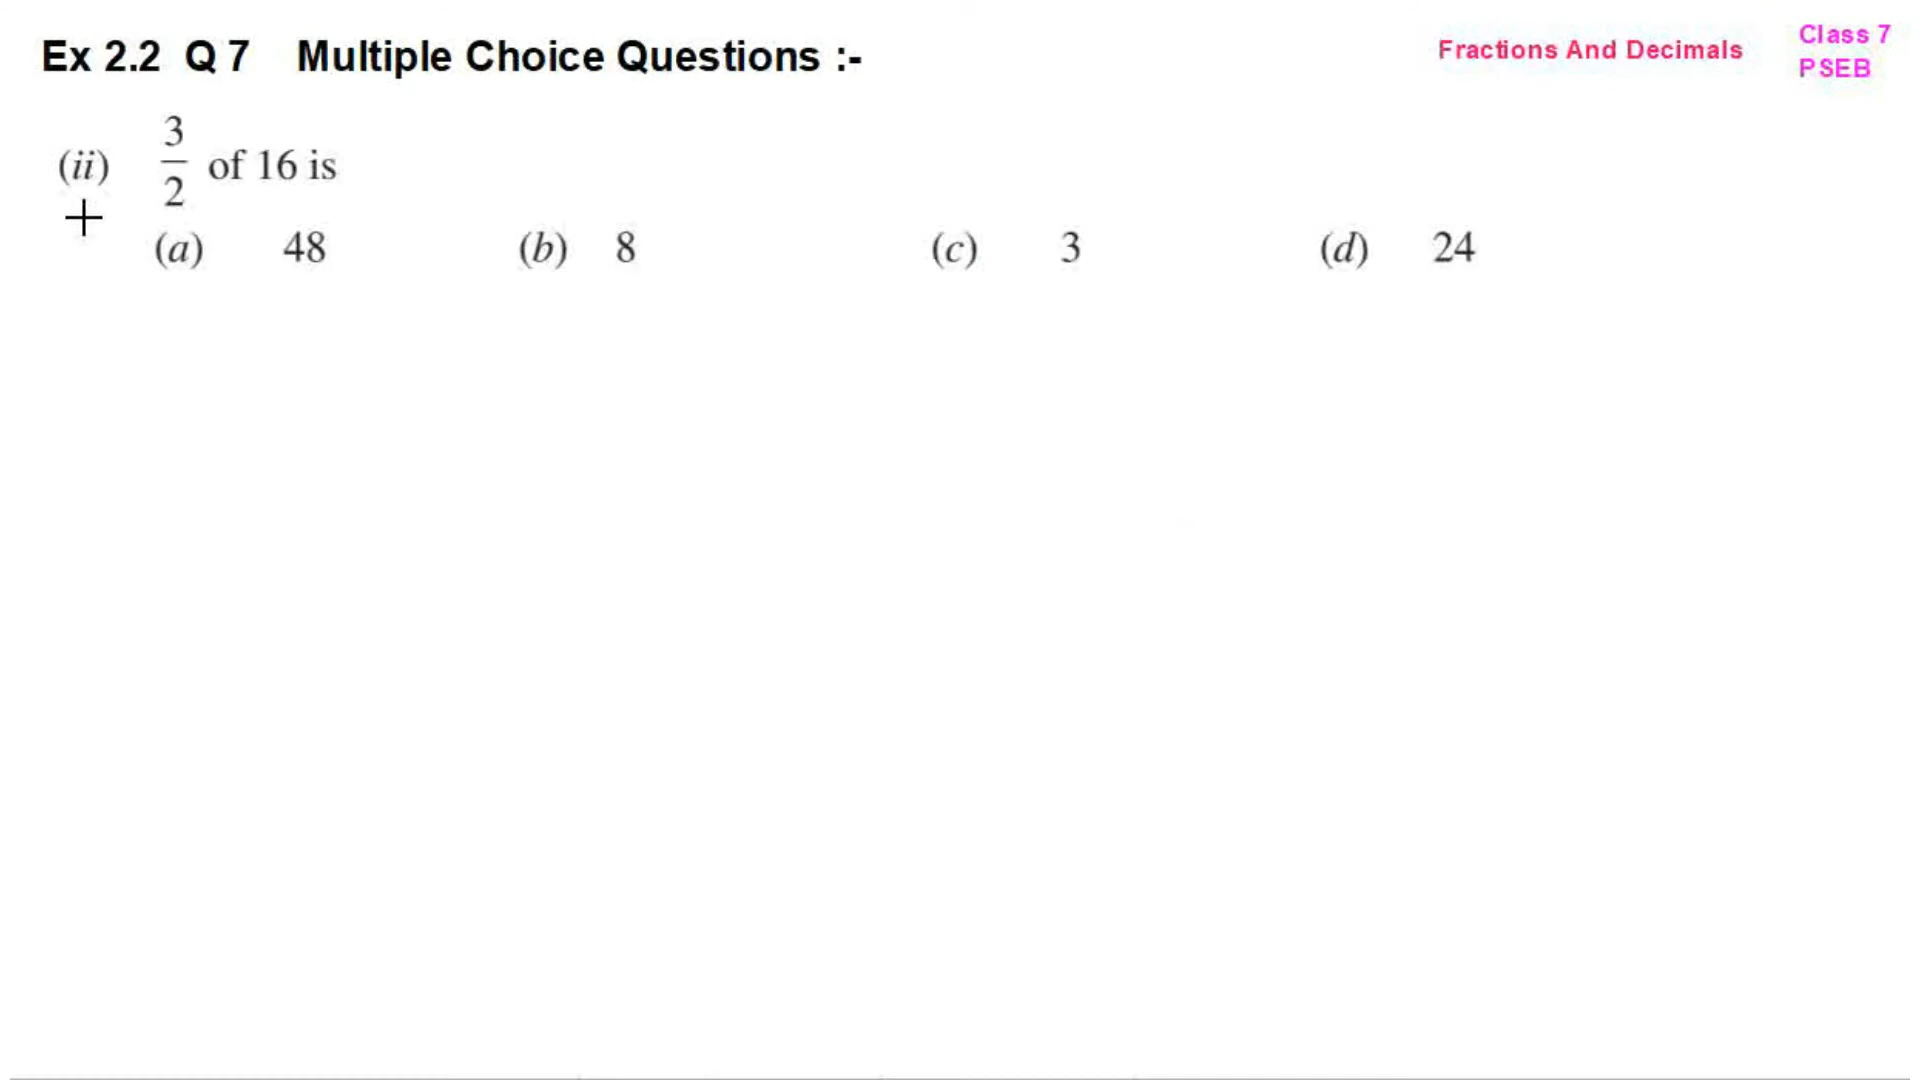 Ex 2.2 Q 7 Multiple Choice Questions :-
Fractions And Decimals
Class 7
PSEB
(ii) 3/2 of 16 is
(a) 48 (b) 8 (c) 3 (d) 24